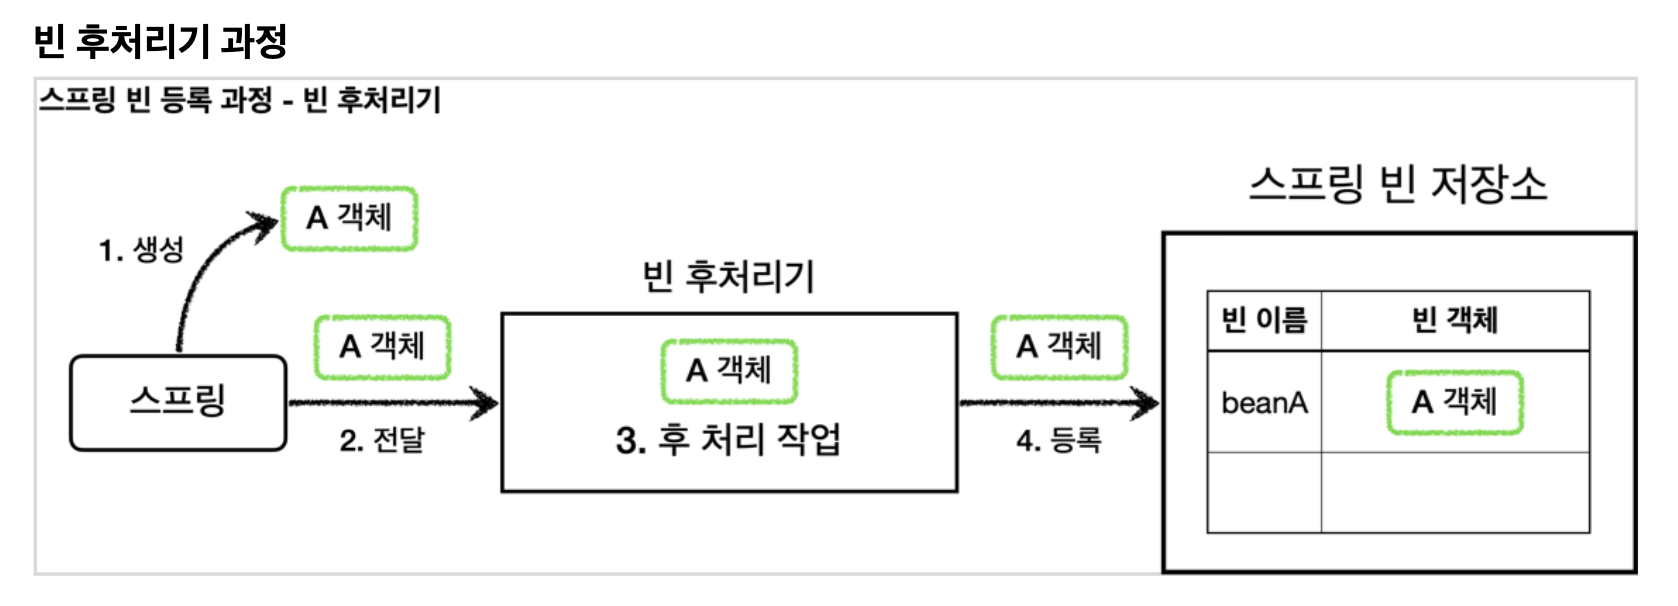 빈 후처리기 과정
스프링 빈 등록 과정 - 빈 후처리기
스프링 빈 저장소
A 객체
1. 생성
빈 후처리기
A 객체
A 객체
A 객체
스프링
2. 전달
3. 후 처리 작업
4. 등록
빈 이름 빈 객체
beanA A 객체